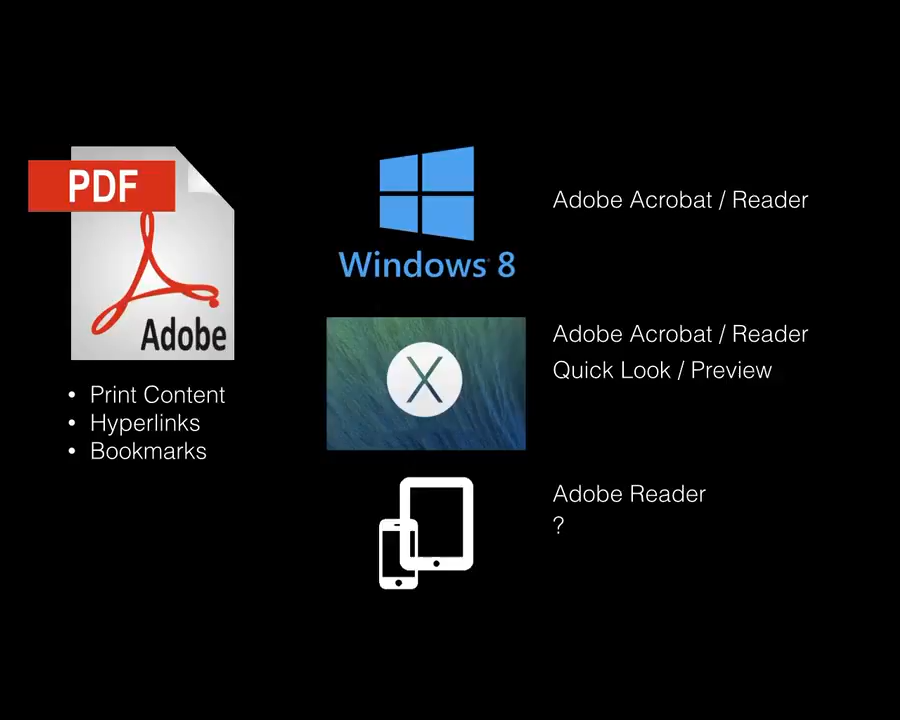 PDF
Adobe
• Print Content
• Hyperlinks
• Bookmarks
Windows 8
Adobe Acrobat / Reader
X
Adobe Acrobat / Reader
Quick Look / Preview
Adobe Reader
?